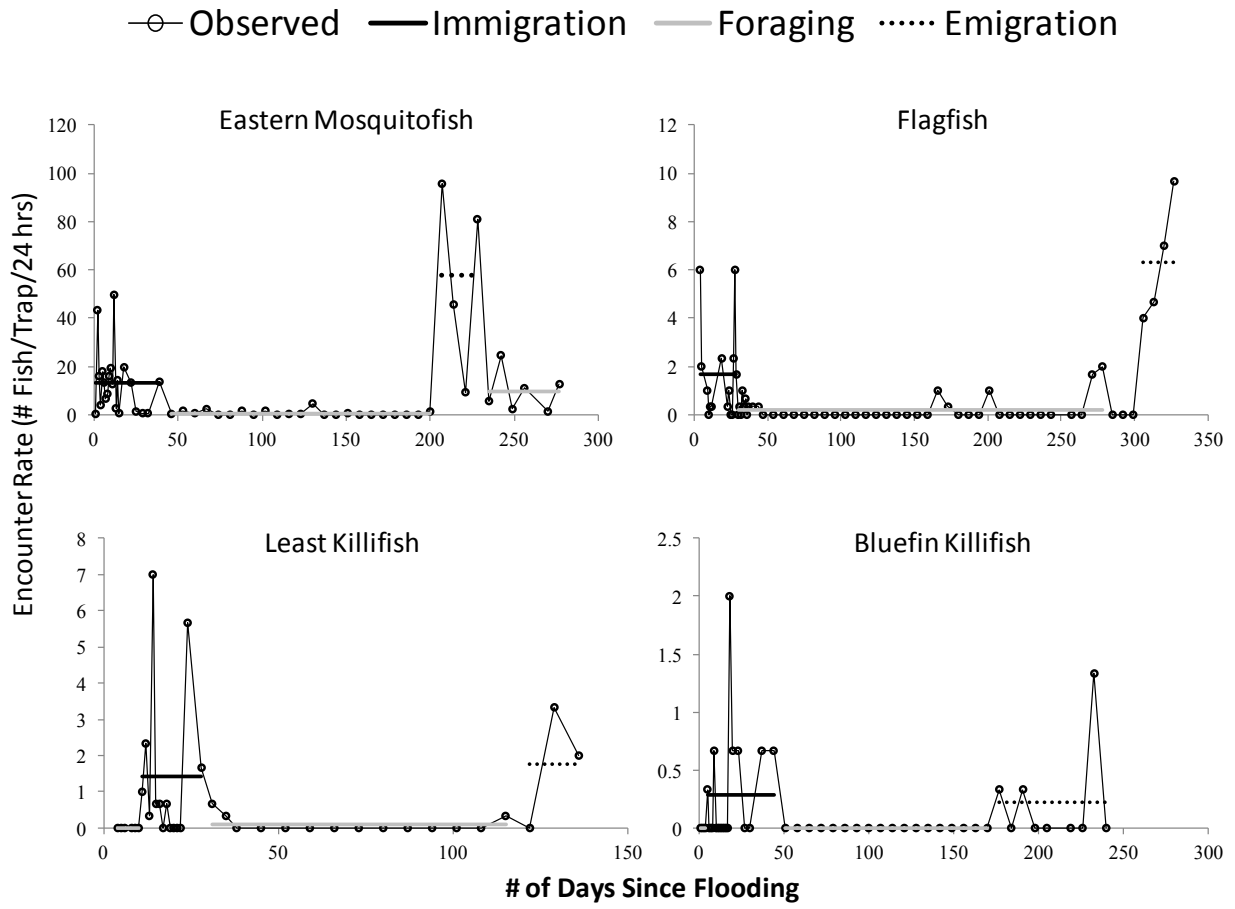 Observed Immigration Foraging Emigration
Encounter Rate (# Fish/Trap/24 hrs)
Eastern Mosquitofish
120
100
80
60
40
20
0
0 50 100 150 200 250 300
Flagfish
12
10
8
6
4
2
0
0 50 100 150 200 250 300 350
Least Killifish
8
7
6
5
4
3
2
1
0
0 50 100 150
Bluefin Killifish
2.5
2
1.5
1
0.5
0
0 50 100 150 200 250 300
# of Days Since Flooding